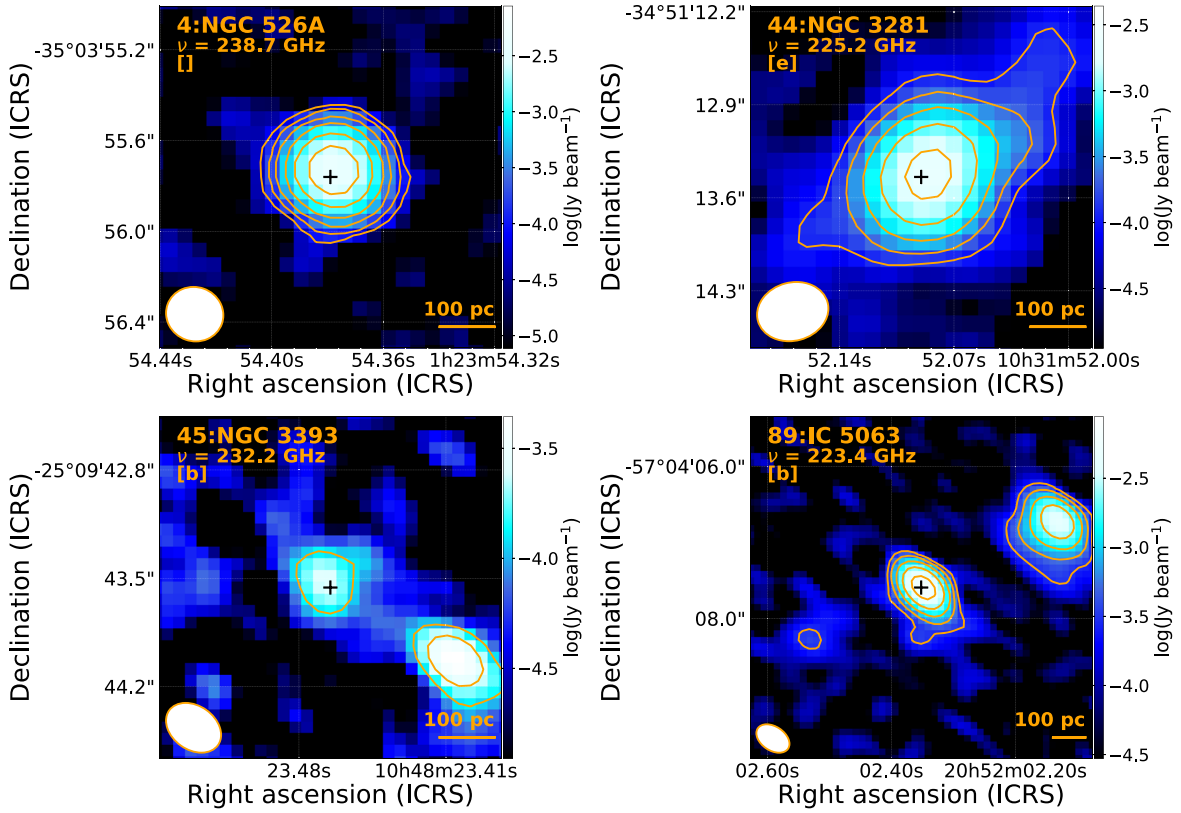 4:NGC 526A
ν = 238.7 GHz
[]
-35°03'55.2"
55.6"
56.0"
56.4"
Declination (ICRS)
54.44s 54.40s 54.36s 1h23m54.32s
Right ascension (ICRS)
100 pc
−2.5
−3.0
−3.5
−4.0
−4.5
−5.0
log(Jy beam⁻¹)
44:NGC 3281
ν = 225.2 GHz
[e]
-34°51'12.2"
12.9"
13.6"
14.3"
Declination (ICRS)
52.14s 52.07s 10h31m52.00s
Right ascension (ICRS)
100 pc
−2.5
−3.0
−3.5
−4.0
−4.5
log(Jy beam⁻¹)
45:NGC 3393
ν = 232.2 GHz
[b]
-25°09'42.8"
43.5"
44.2"
Declination (ICRS)
23.48s 10h48m23.41s
Right ascension (ICRS)
100 pc
−3.5
−4.0
−4.5
log(Jy beam⁻¹)
89:IC 5063
ν = 223.4 GHz
[b]
-57°04'06.0"
08.0"
Declination (ICRS)
02.60s 02.40s 20h52m02.20s
Right ascension (ICRS)
100 pc
−2.5
−3.0
−3.5
−4.0
−4.5
log(Jy beam⁻¹)